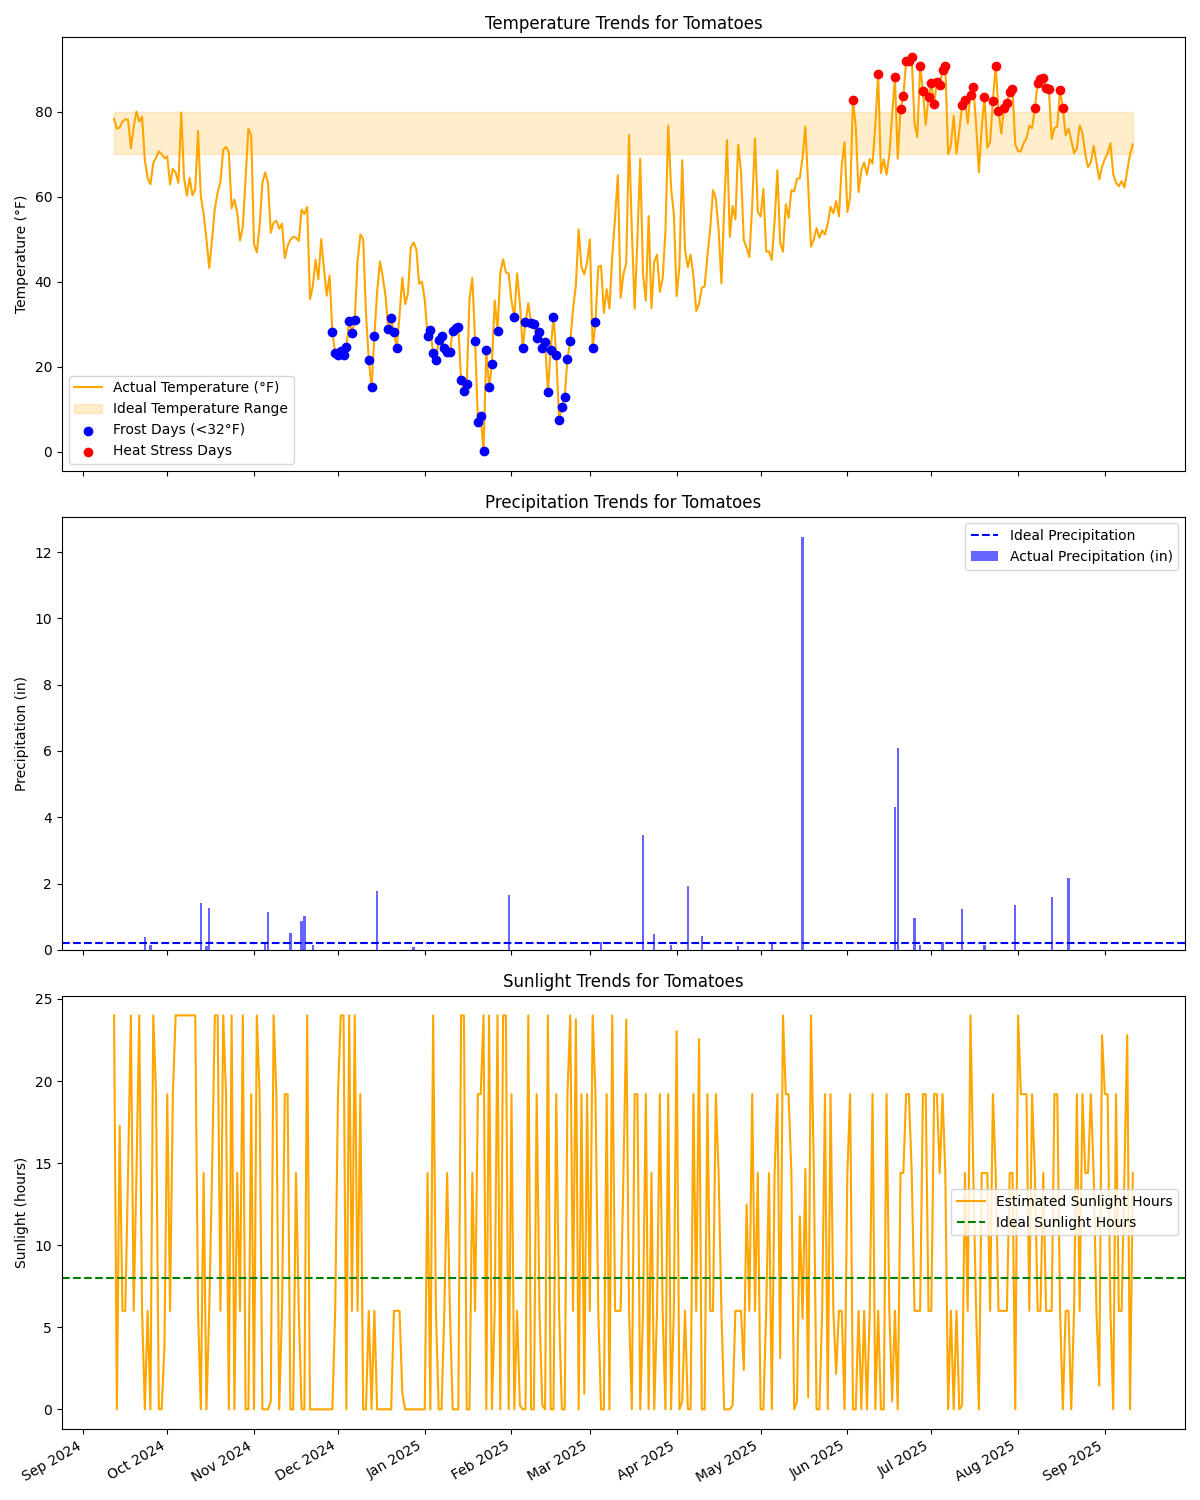 Temperature Trends for Tomatoes
Temperature (°F)
80
60
40
20
0
Actual Temperature (°F)
Ideal Temperature Range
Frost Days (<32°F)
Heat Stress Days
Precipitation Trends for Tomatoes
Precipitation (in)
12
10
8
6
4
2
0
Ideal Precipitation
Actual Precipitation (in)
Sunlight Trends for Tomatoes
Sunlight (hours)
25
20
15
10
5
0
Estimated Sunlight Hours
Ideal Sunlight Hours
Sep 2024
Oct 2024
Nov 2024
Dec 2024
Jan 2025
Feb 2025
Mar 2025
Apr 2025
May 2025
Jun 2025
Jul 2025
Aug 2025
Sep 2025